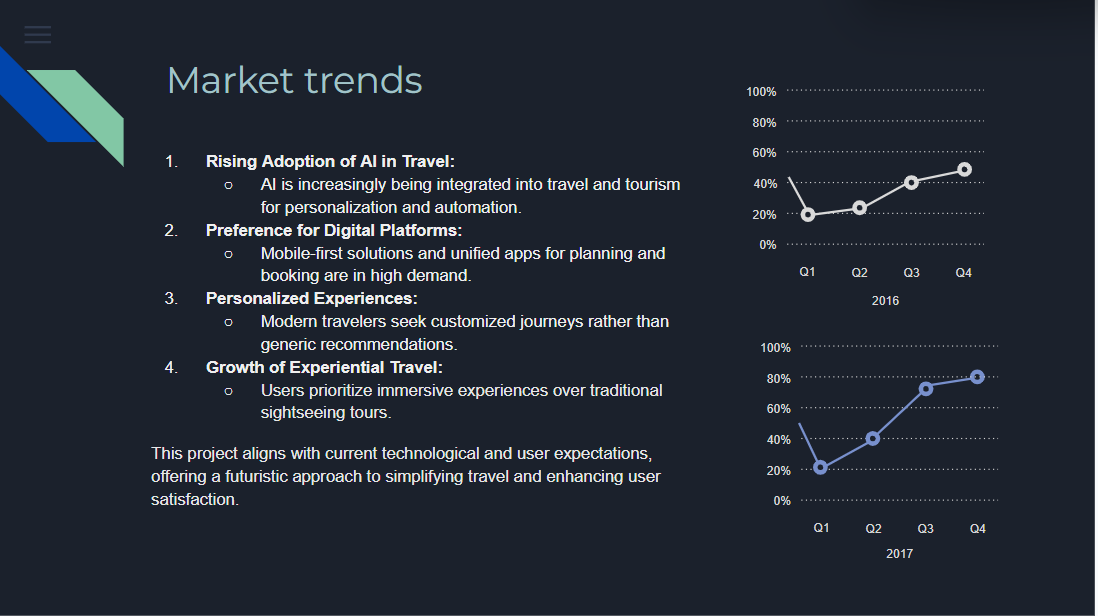 Market trends
1. Rising Adoption of AI in Travel:
○ AI is increasingly being integrated into travel and tourism
for personalization and automation.
2. Preference for Digital Platforms:
○ Mobile-first solutions and unified apps for planning and
booking are in high demand.
3. Personalized Experiences:
○ Modern travelers seek customized journeys rather than
generic recommendations.
4. Growth of Experiential Travel:
○ Users prioritize immersive experiences over traditional
sightseeing tours.
This project aligns with current technological and user expectations,
offering a futuristic approach to simplifying travel and enhancing user
satisfaction.
100%
80%
60%
40%
20%
0%
Q1 Q2 Q3 Q4
2016
100%
80%
60%
40%
20%
0%
Q1 Q2 Q3 Q4
2017